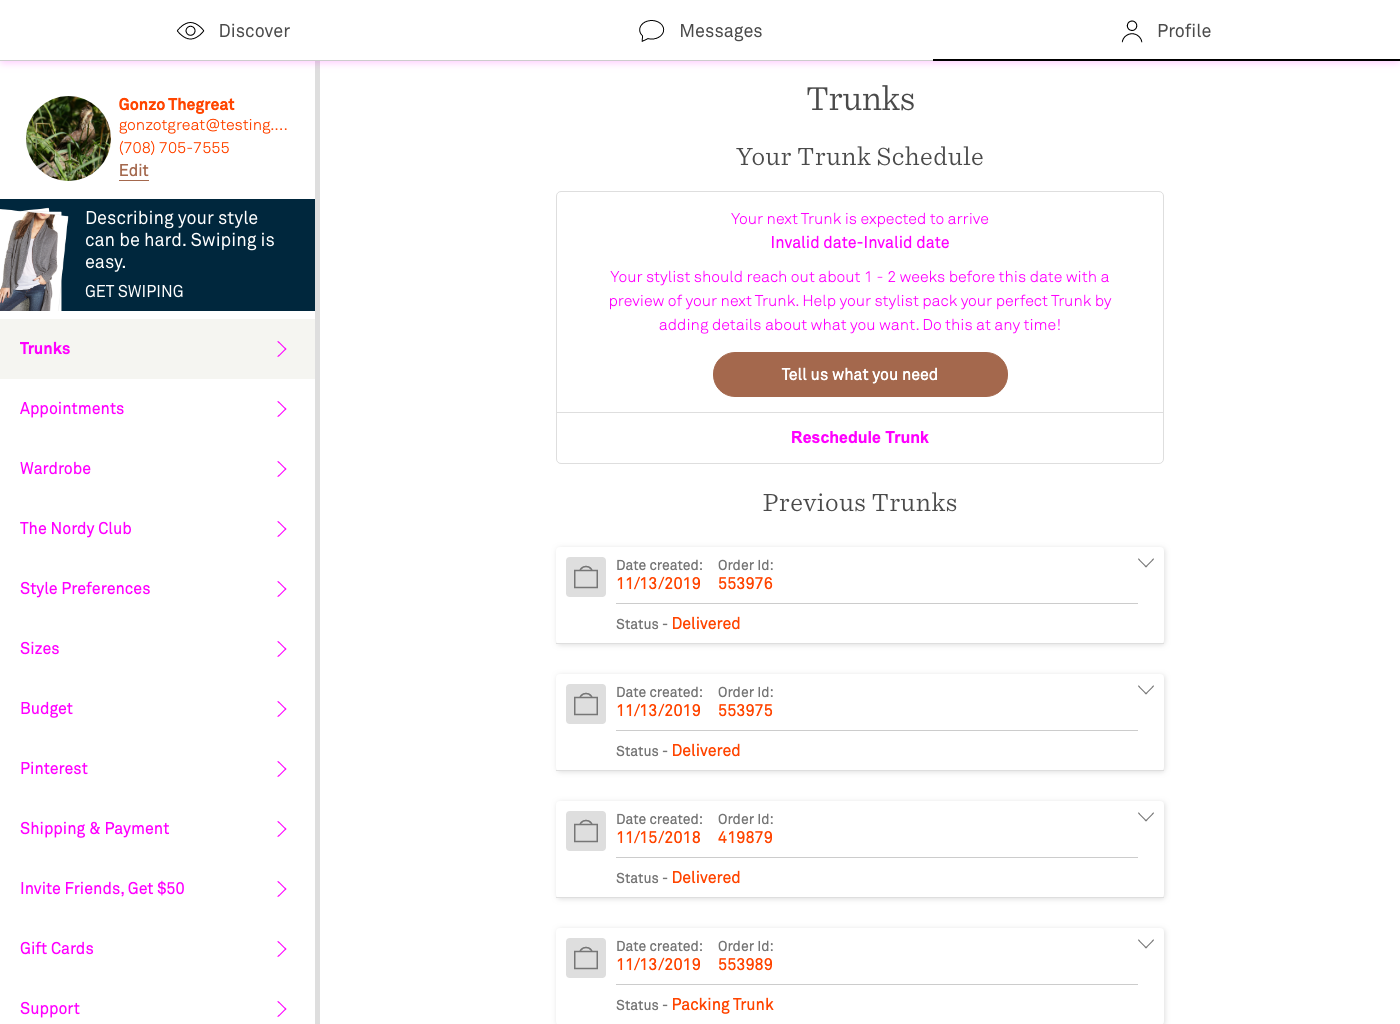 Discover
Messages
Profile
Gonzo Thegreat
gonzotgreat@testing....
(708) 705-7555
Edit
Describing your style
can be hard. Swiping is
easy.
GET SWIPING
Trunks
Appointments
Wardrobe
The Nordy Club
Style Preferences
Sizes
Budget
Pinterest
Shipping & Payment
Invite Friends, Get $50
Gift Cards
Support
Trunks
Your Trunk Schedule
Your next Trunk is expected to arrive
Invalid date-Invalid date
Your stylist should reach out about 1 - 2 weeks before this date with a
preview of your next Trunk. Help your stylist pack your perfect Trunk by
adding details about what you want. Do this at any time!
Tell us what you need
Reschedule Trunk
Previous Trunks
Date created: Order Id:
11/13/2019 553976
Status - Delivered
Date created: Order Id:
11/13/2019 553975
Status - Delivered
Date created: Order Id:
11/15/2018 419879
Status - Delivered
Date created: Order Id:
11/13/2019 553989
Status - Packing Trunk